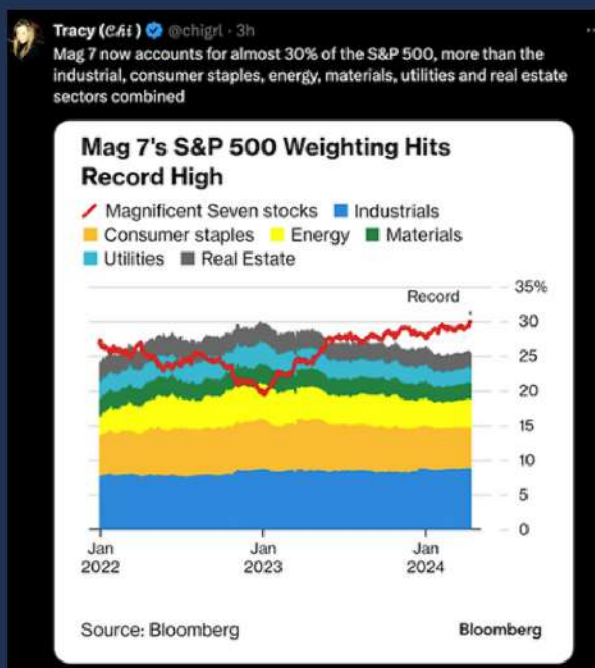 Tracy (𝒞𝒽𝒾) @chigrl · 3h
Mag 7 now accounts for almost 30% of the S&P 500, more than the
industrial, consumer staples, energy, materials, utilities and real estate
sectors combined
Mag 7's S&P 500 Weighting Hits
Record High
Magnificent Seven stocks Industrials
Consumer staples Energy Materials
Utilities Real Estate
Record
35%
30
25
20
15
10
5
0
Jan Jan Jan
2022 2023 2024
Source: Bloomberg Bloomberg